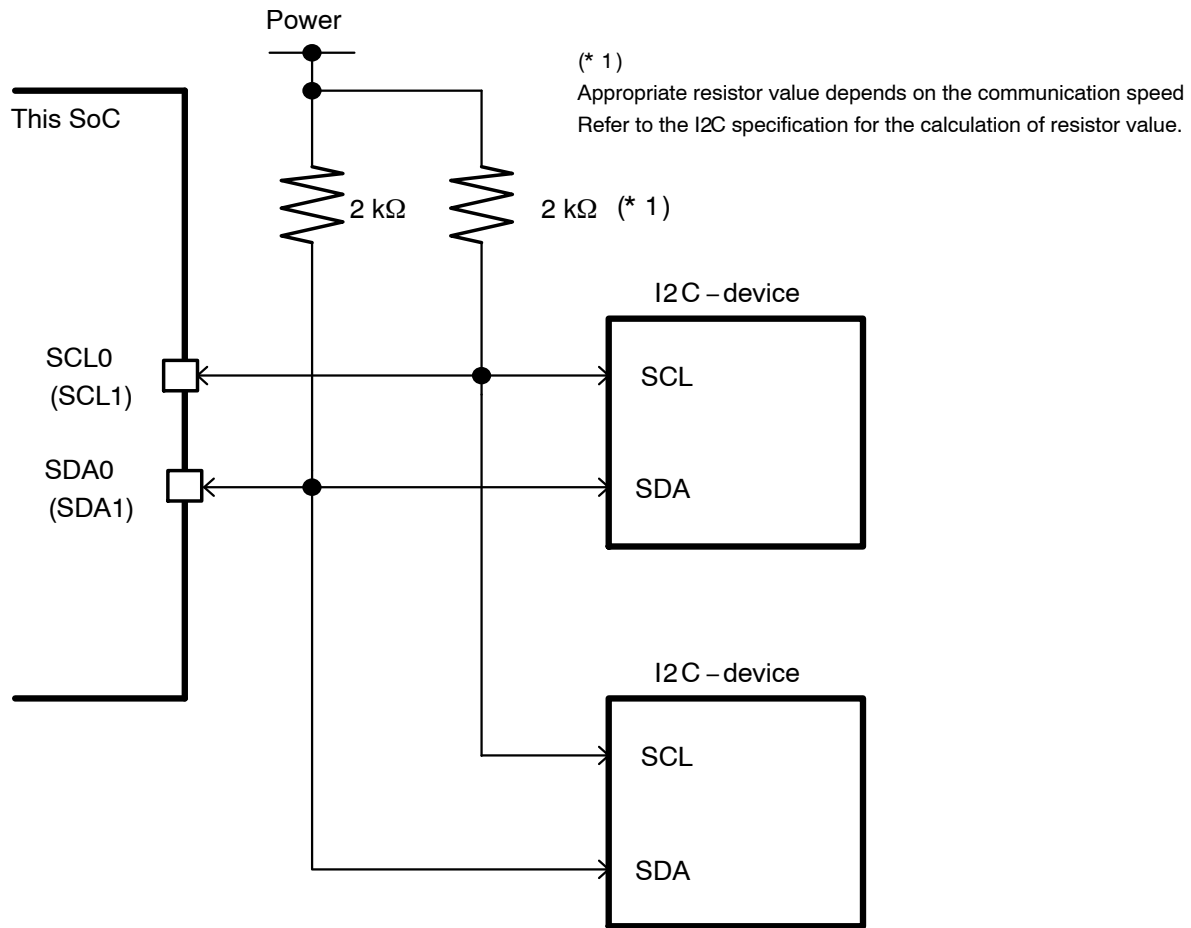 Power
(* 1)
Appropriate resistor value depends on the communication speed
Refer to the I2C specification for the calculation of resistor value.
This SoC
2 kΩ
2 kΩ (* 1)
I2C – device
SCL0
(SCL1)
SCL
SDA0
(SDA1)
SDA
I2C – device
SCL
SDA